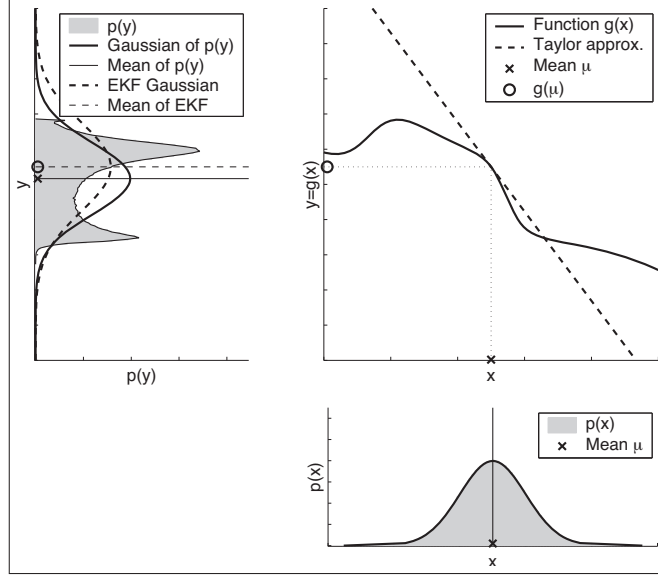 p(y)
Gaussian of p(y)
Mean of p(y)
EKF Gaussian
Mean of EKF
y
p(y)
Function g(x)
Taylor approx.
Mean μ
g(μ)
y=g(x)
x
p(x)
Mean μ
p(x)
x